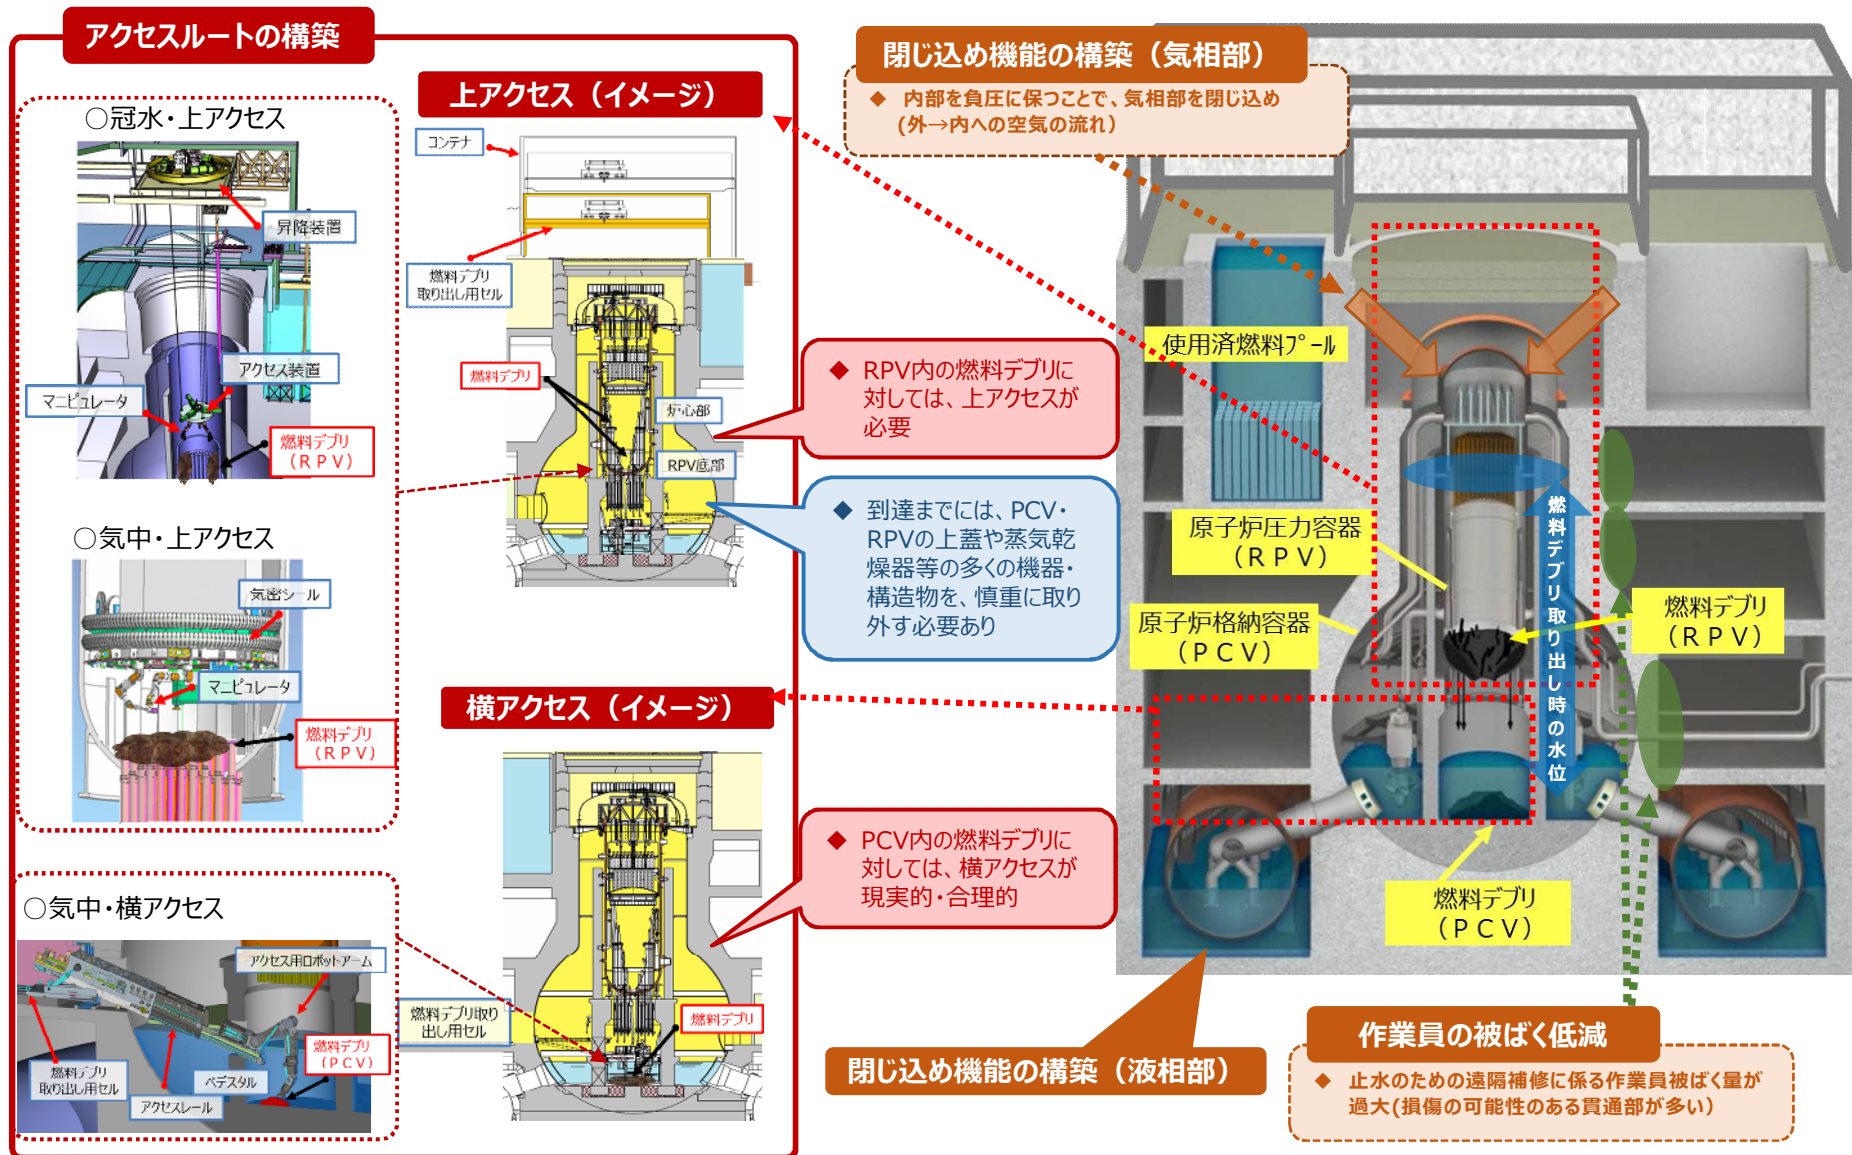 アクセスルートの構築
○冠水・上アクセス
昇降装置
アクセス装置
マニピュレータ
燃料デブリ
（ＲＰＶ）
○気中・上アクセス
気密シール
マニピュレータ
燃料デブリ
（ＲＰＶ）
○気中・横アクセス
アクセス用ロボットアーム
燃料デブリ
（ＰＣＶ）
燃料デブリ
取り出し用セル
ペデスタル
アクセスレール
上アクセス（イメージ）
コンテナ
燃料デブリ
取り出し用セル
燃料デブリ
炉心部
RPV底部
◆ RPV内の燃料デブリに
対しては、上アクセスが
必要
◆ 到達までには、PCV・
RPVの上蓋や蒸気乾
燥器等の多くの機器・
構造物を、慎重に取り
外す必要あり
横アクセス（イメージ）
燃料デブリ取り
出し用セル
燃料デブリ
◆ PCV内の燃料デブリに
対しては、横アクセスが
現実的・合理的
閉じ込め機能の構築（気相部）
◆ 内部を負圧に保つことで、気相部を閉じ込め
(外→内への空気の流れ）
使用済燃料ﾌﾟｰﾙ
原子炉圧力容器
（ＲＰＶ）
原子炉格納容器
（ＰＣＶ）
燃料デブリ取り出し時の水位
燃料デブリ
（ＲＰＶ）
燃料デブリ
（ＰＣＶ）
閉じ込め機能の構築（液相部）
作業員の被ばく低減
◆ 止水のための遠隔補修に係る作業員被ばく量が
過大(損傷の可能性のある貫通部が多い）